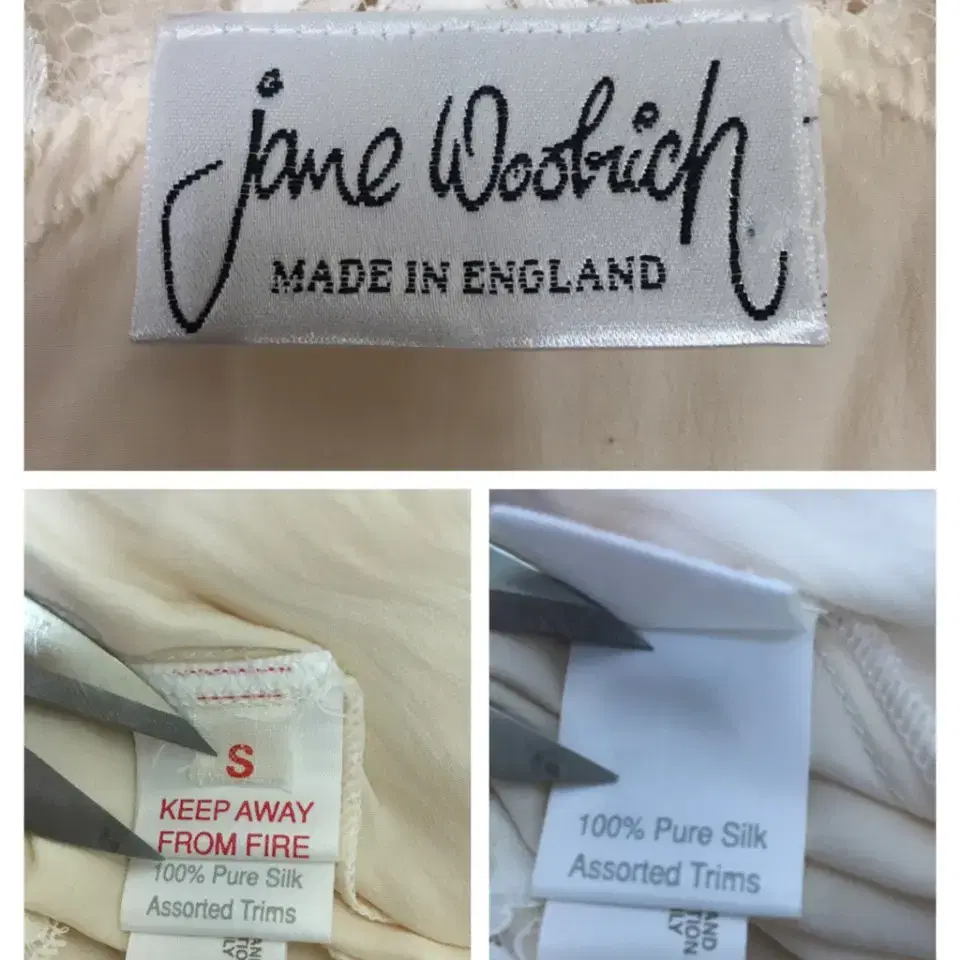 jane Woolrich
MADE IN ENGLAND
S
KEEP AWAY
FROM FIRE
100% Pure Silk
Assorted Trims
100% Pure Silk
Assorted Trims